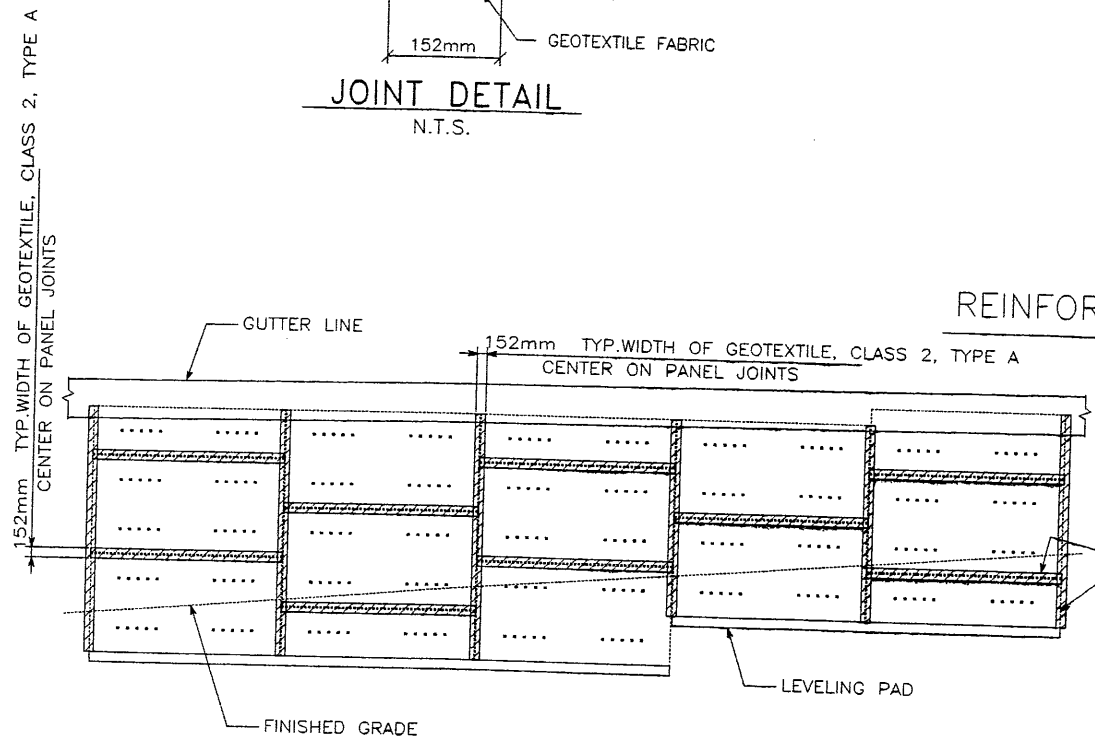 GEOTEXTILE FABRIC
152mm
JOINT DETAIL
N.T.S.
152mm TYP.WIDTH OF GEOTEXTILE, CLASS 2, TYPE A
CENTER ON PANEL JOINTS
REINFOR
GUTTER LINE
152mm TYP.WIDTH OF GEOTEXTILE, CLASS 2, TYPE A
CENTER ON PANEL JOINTS
LEVELING PAD
FINISHED GRADE